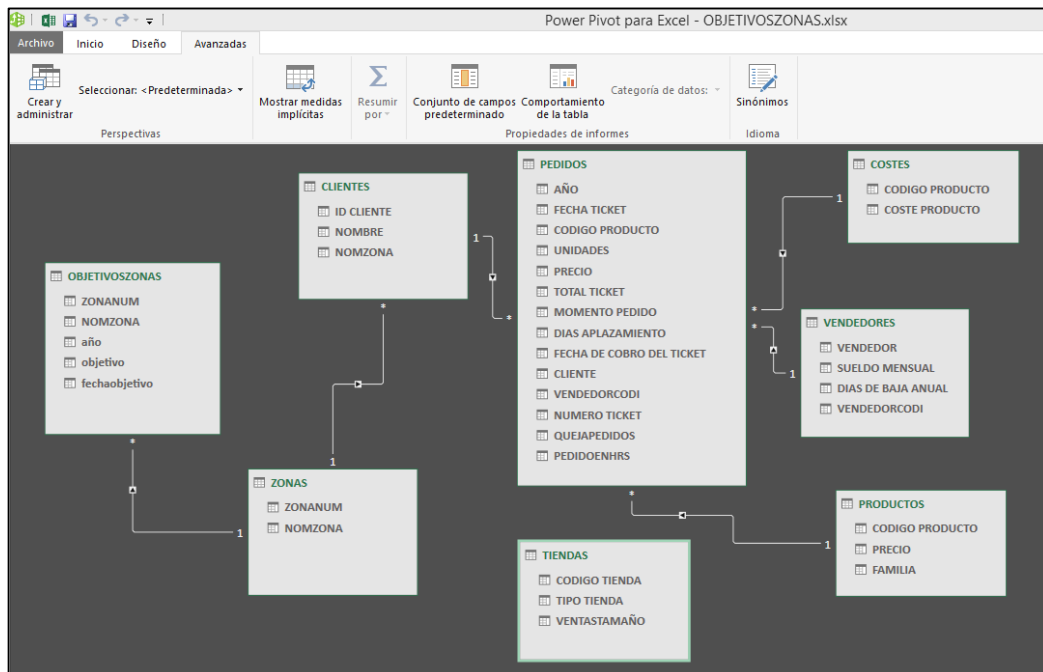 Power Pivot para Excel - OBJETIVOSZONAS.xlsx
Archivo Inicio Diseño Avanzadas
Crear y administrar
Seleccionar: <Predeterminada>
Perspectivas
Mostrar medidas implícitas
Resumir por
Conjunto de campos predeterminado
Comportamiento de la tabla
Categoría de datos:
Propiedades de informes
Sinónimos
Idioma
OBJETIVOSZONAS
ZONANUM
NOMZONA
año
objetivo
fechaobjetivo
*
1
CLIENTES
ID CLIENTE
NOMBRE
NOMZONA
*
1
1
*
ZONAS
ZONANUM
NOMZONA
PEDIDOS
AÑO
FECHA TICKET
CODIGO PRODUCTO
UNIDADES
PRECIO
TOTAL TICKET
MOMENTO PEDIDO
DIAS APLAZAMIENTO
FECHA DE COBRO DEL TICKET
CLIENTE
VENDEDORCODI
NUMERO TICKET
QUEJAPEDIDOS
PEDIDOENHRS
*
1
*
1
*
1
TIENDAS
CODIGO TIENDA
TIPO TIENDA
VENTASTAMAÑO
COSTES
CODIGO PRODUCTO
COSTE PRODUCTO
VENDEDORES
VENDEDOR
SUELDO MENSUAL
DIAS DE BAJA ANUAL
VENDEDORCODI
PRODUCTOS
CODIGO PRODUCTO
PRECIO
FAMILIA